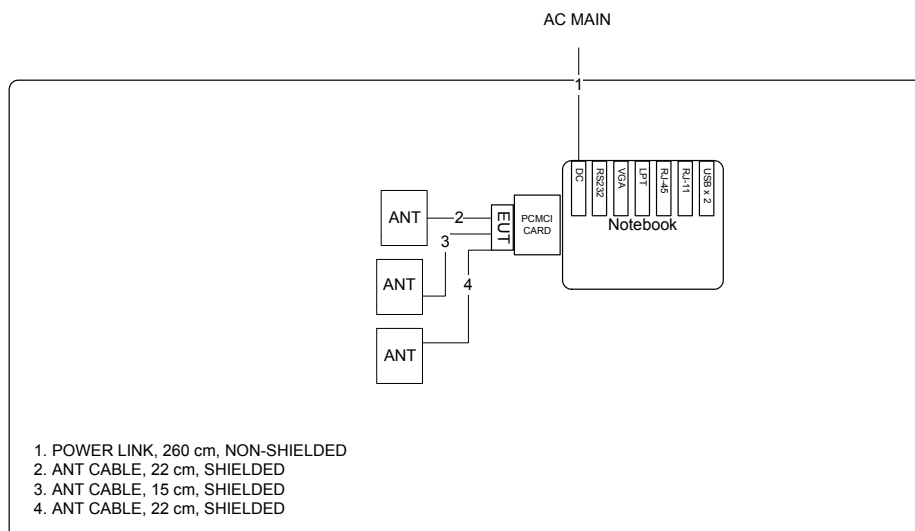 AC MAIN
1
DC
RS232
VGA
LPT
RJ-45
RJ-11
USB x 2
Notebook
PCMCI
CARD
EUT
ANT
2
3
ANT
4
ANT
1. POWER LINK, 260 cm, NON-SHIELDED
2. ANT CABLE, 22 cm, SHIELDED
3. ANT CABLE, 15 cm, SHIELDED
4. ANT CABLE, 22 cm, SHIELDED